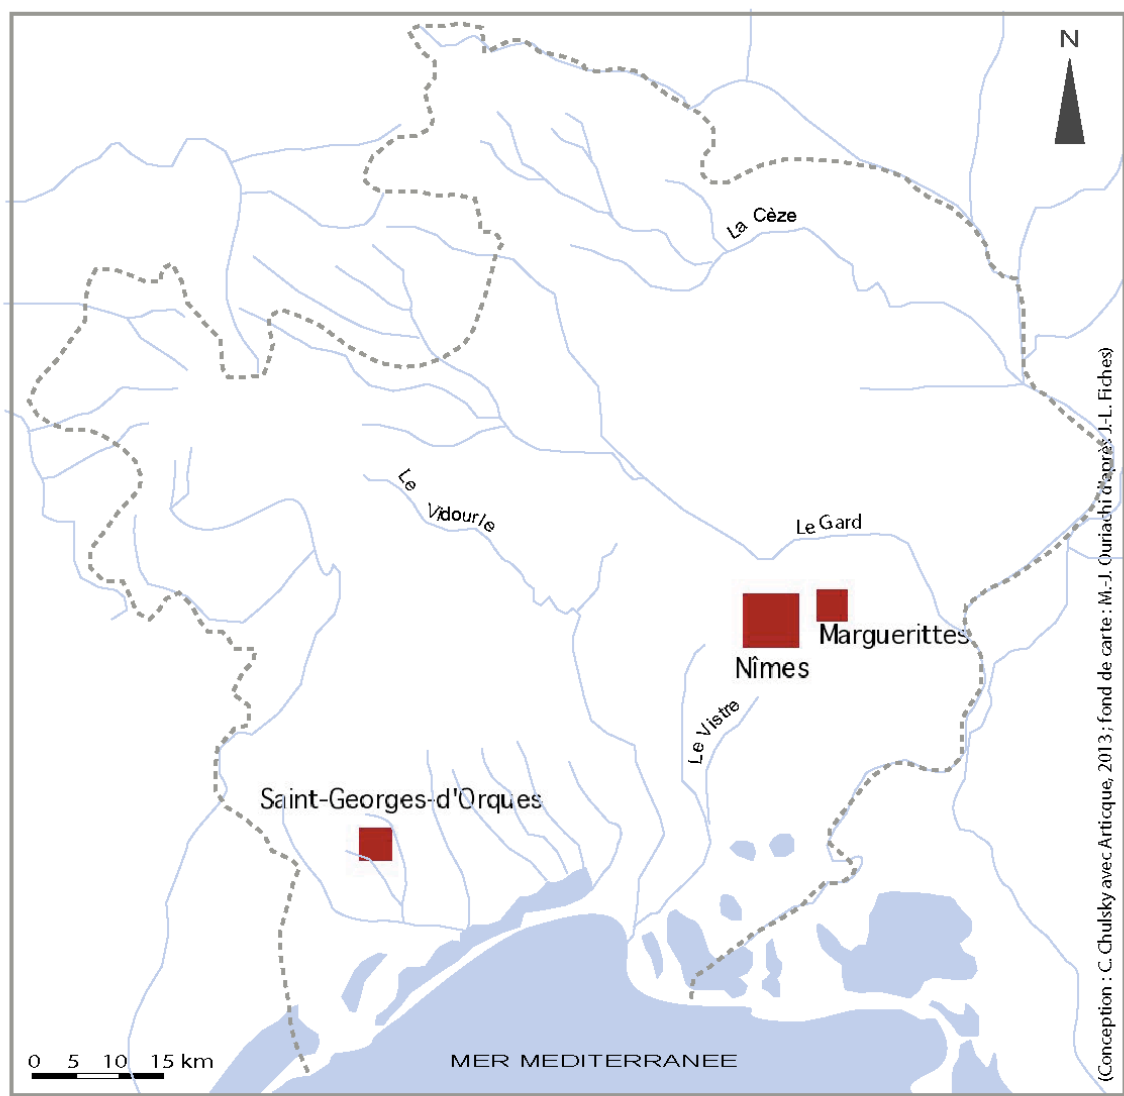 N
La Cèze
Le Vidourle
Le Gard
Marguerittes
Nîmes
Le Vistre
Saint-Georges-d'Orques
0 5 10 15 km
MER MEDITERRANEE
(Conception : C. Chulsky avec Articque, 2013 ; fond de carte : M.-J. Ouriachi d'après J.-L. Fiches)